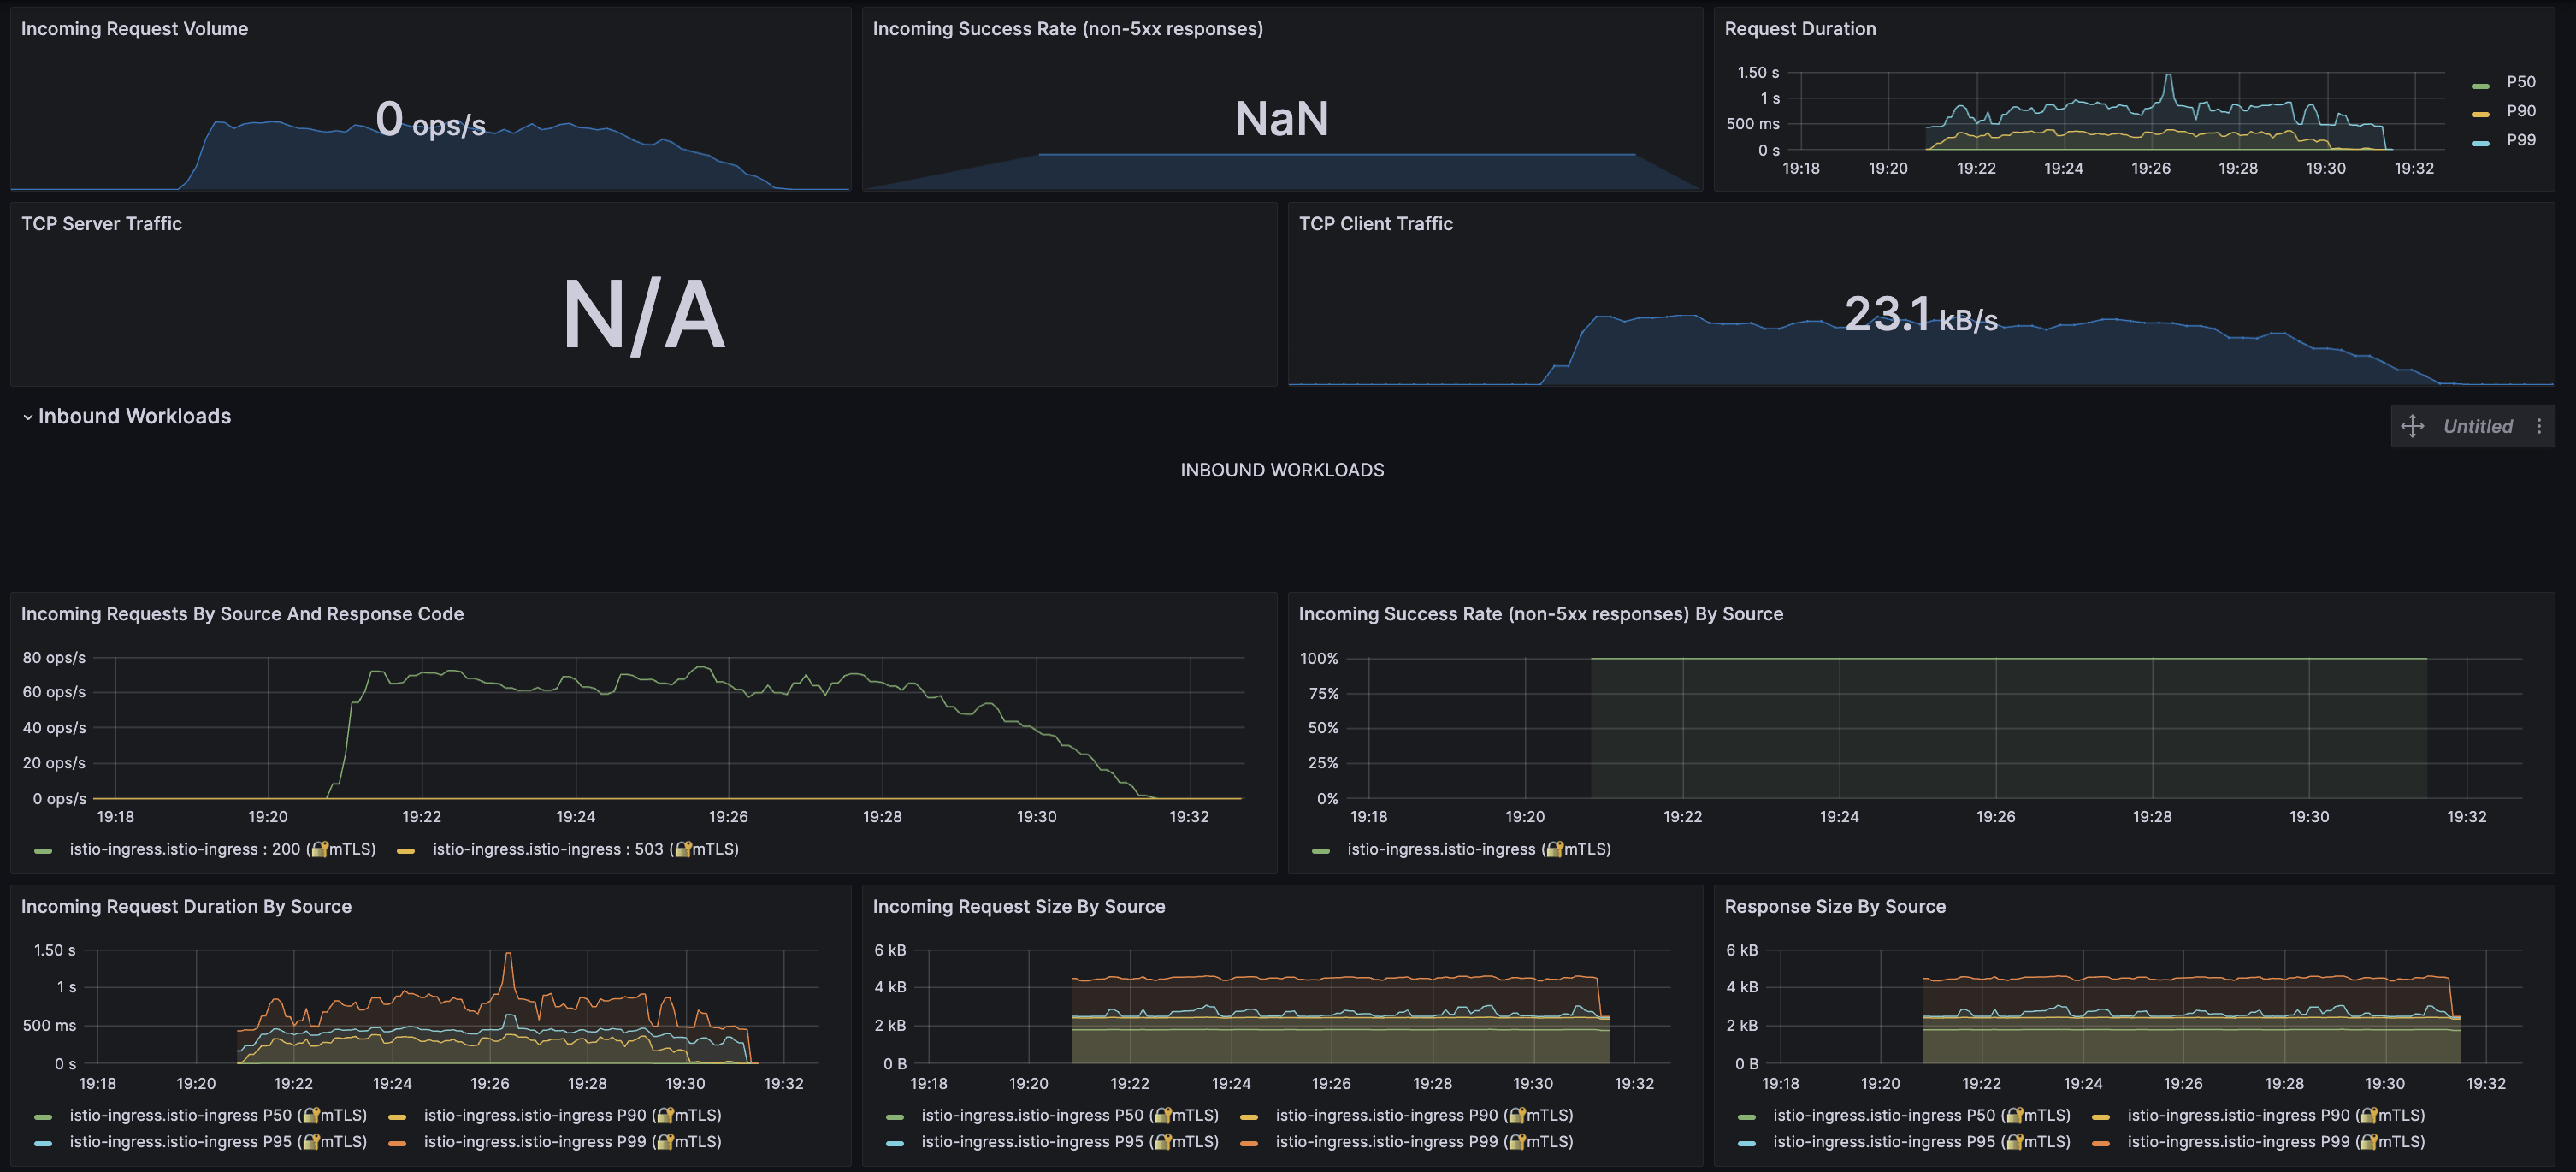 Incoming Request Volume
0 ops/s
Incoming Success Rate (non-5xx responses)
NaN
Request Duration
1.50 s
1 s
500 ms
0 s
19:18 19:20 19:22 19:24 19:26 19:28 19:30 19:32
P50
P90
P99
TCP Server Traffic
N/A
TCP Client Traffic
23.1 kB/s
Inbound Workloads
Untitled
INBOUND WORKLOADS
Incoming Requests By Source And Response Code
80 ops/s
60 ops/s
40 ops/s
20 ops/s
0 ops/s
19:18 19:20 19:22 19:24 19:26 19:28 19:30 19:32
istio-ingress.istio-ingress : 200 (🔐mTLS) istio-ingress.istio-ingress : 503 (🔐mTLS)
Incoming Success Rate (non-5xx responses) By Source
100%
75%
50%
25%
0%
19:18 19:20 19:22 19:24 19:26 19:28 19:30 19:32
istio-ingress.istio-ingress (🔐mTLS)
Incoming Request Duration By Source
1.50 s
1 s
500 ms
0 s
19:18 19:20 19:22 19:24 19:26 19:28 19:30 19:32
istio-ingress.istio-ingress P50 (🔐mTLS) istio-ingress.istio-ingress P90 (🔐mTLS)
istio-ingress.istio-ingress P95 (🔐mTLS) istio-ingress.istio-ingress P99 (🔐mTLS)
Incoming Request Size By Source
6 kB
4 kB
2 kB
0 B
19:18 19:20 19:22 19:24 19:26 19:28 19:30 19:32
istio-ingress.istio-ingress P50 (🔐mTLS) istio-ingress.istio-ingress P90 (🔐mTLS)
istio-ingress.istio-ingress P95 (🔐mTLS) istio-ingress.istio-ingress P99 (🔐mTLS)
Response Size By Source
6 kB
4 kB
2 kB
0 B
19:18 19:20 19:22 19:24 19:26 19:28 19:30 19:32
istio-ingress.istio-ingress P50 (🔐mTLS) istio-ingress.istio-ingress P90 (🔐mTLS)
istio-ingress.istio-ingress P95 (🔐mTLS) istio-ingress.istio-ingress P99 (🔐mTLS)